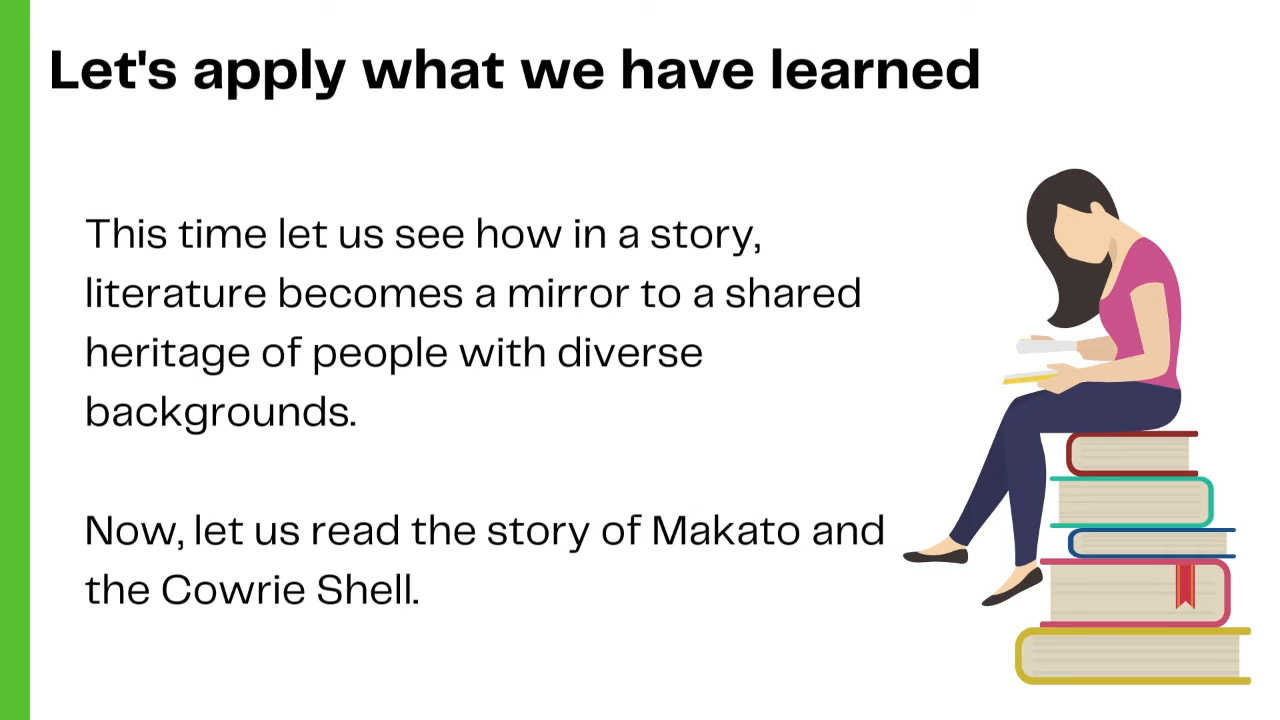 Let's apply what we have learned
This time let us see how in a story,
literature becomes a mirror to a shared
heritage of people with diverse
backgrounds.
Now, let us read the story of Makato and
the Cowrie Shell.